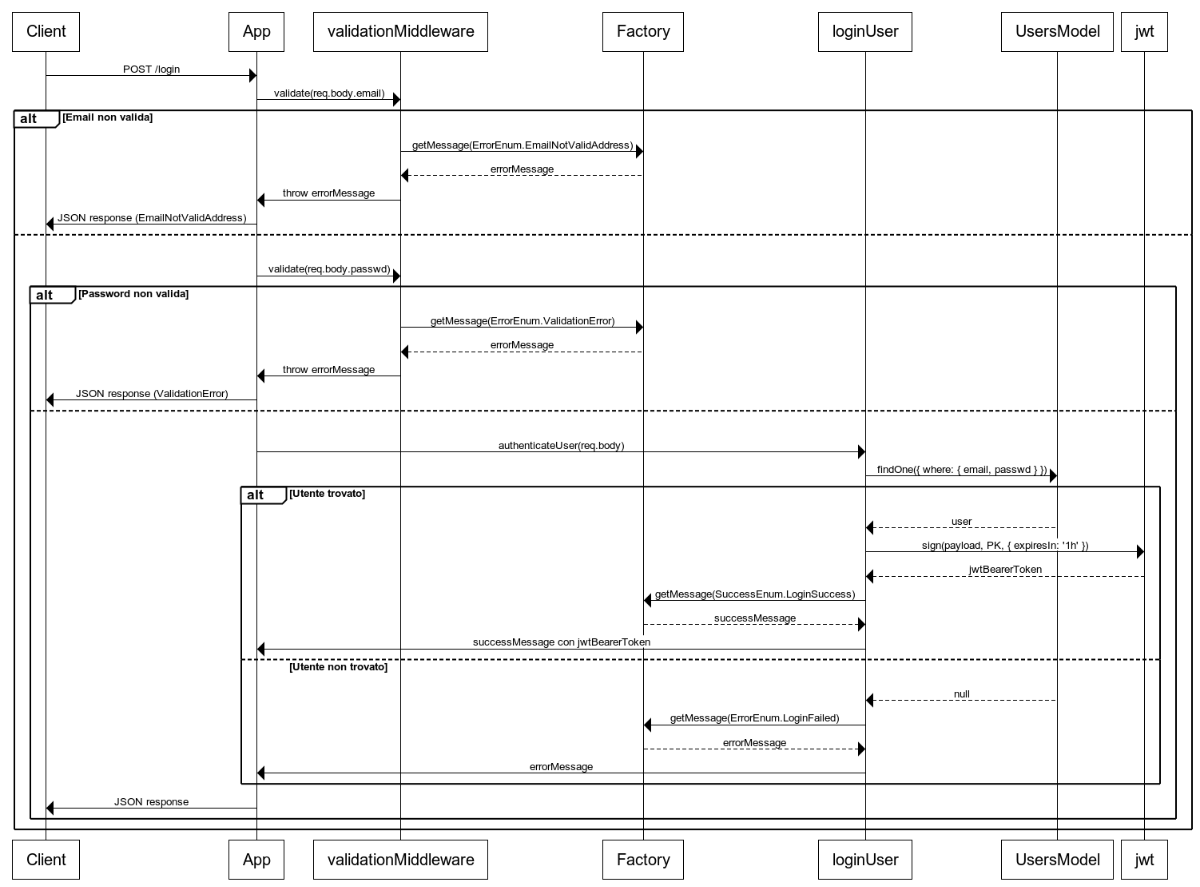 Client App validationMiddleware Factory loginUser UsersModel jwt
POST /login
validate(req.body.email)
alt [Email non valida]
getMessage(ErrorEnum.EmailNotValidAddress)
errorMessage
throw errorMessage
JSON response (EmailNotValidAddress)
validate(req.body.passwd)
alt [Password non valida]
getMessage(ErrorEnum.ValidationError)
errorMessage
throw errorMessage
JSON response (ValidationError)
authenticateUser(req.body)
findOne({ where: { email, passwd } })
alt [Utente trovato]
user
sign(payload, PK, { expiresIn: '1h' })
jwtBearerToken
getMessage(SuccessEnum.LoginSuccess)
successMessage
successMessage con jwtBearerToken
[Utente non trovato]
null
getMessage(ErrorEnum.LoginFailed)
errorMessage
errorMessage
JSON response
Client App validationMiddleware Factory loginUser UsersModel jwt